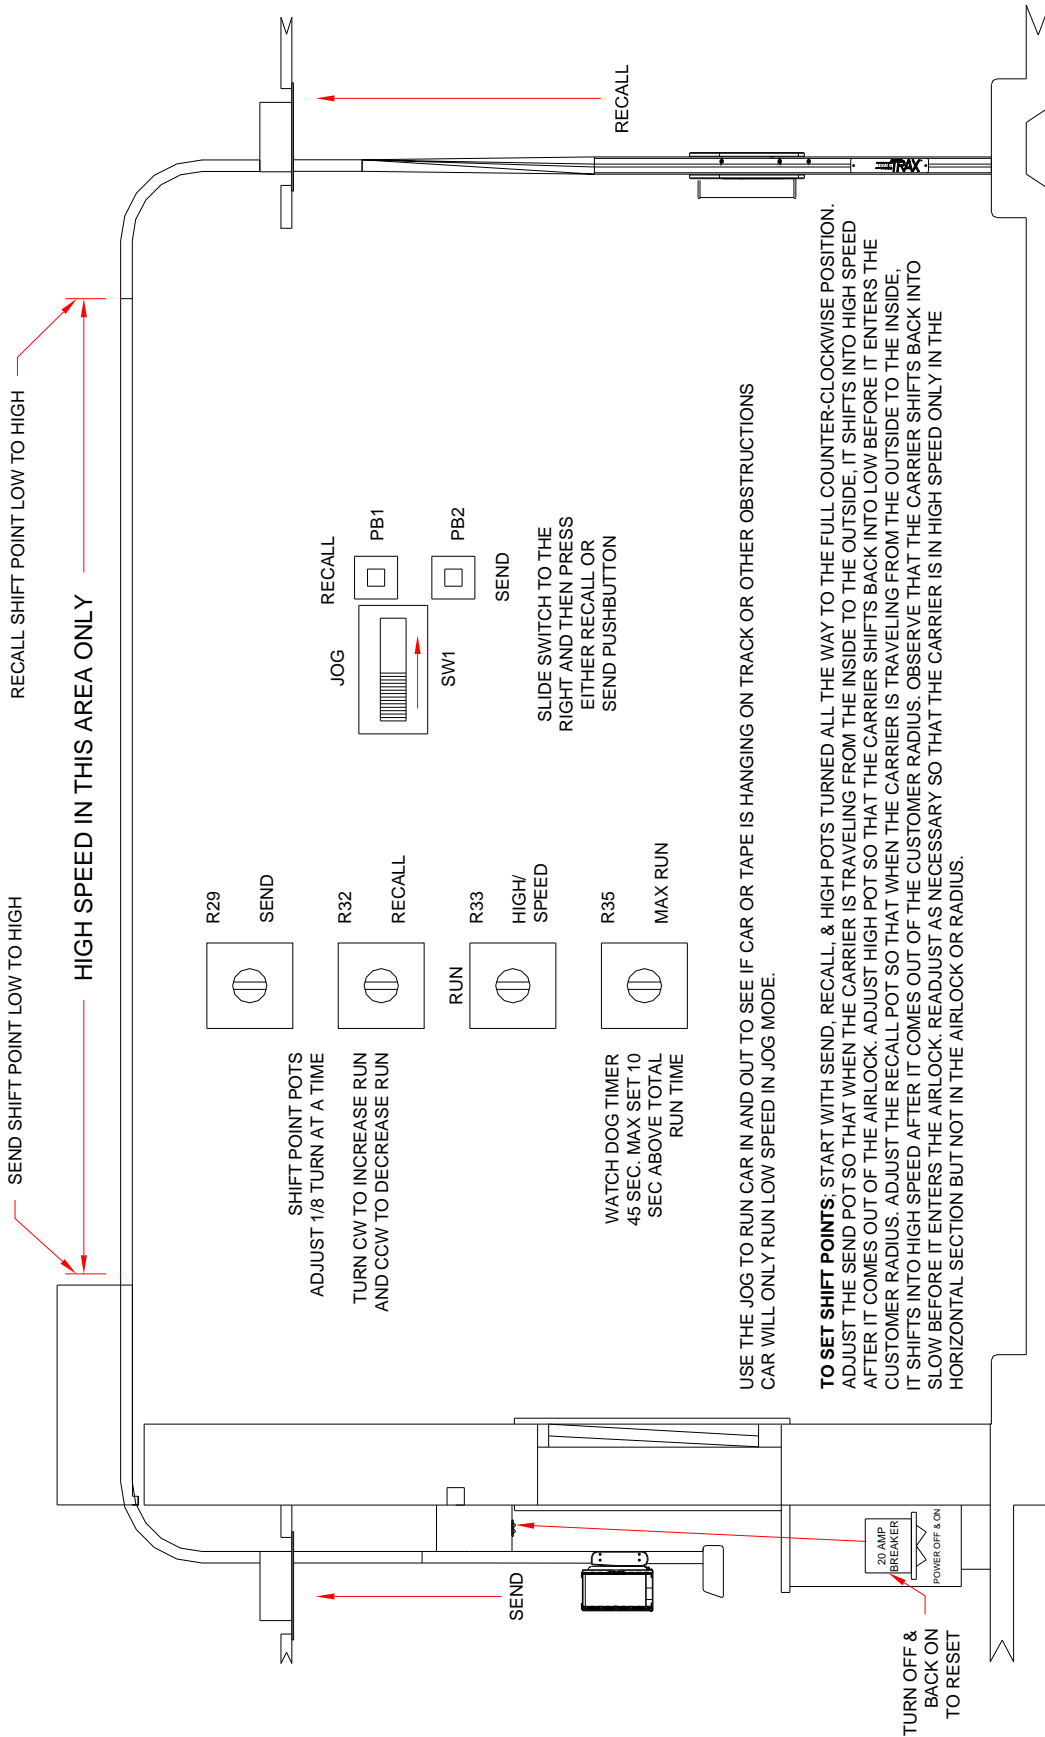 SEND SHIFT POINT LOW TO HIGH
RECALL SHIFT POINT LOW TO HIGH
HIGH SPEED IN THIS AREA ONLY
R29
SEND
SHIFT POINT POTS
ADJUST 1/8 TURN AT A TIME
TURN CW TO INCREASE RUN
AND CCW TO DECREASE RUN
R32
RECALL
RUN
R33
HIGH/
SPEED
WATCH DOG TIMER
45 SEC. MAX SET 10
SEC ABOVE TOTAL
RUN TIME
R35
MAX RUN
JOG
RECALL
PB1
SW1
PB2
SEND
SLIDE SWITCH TO THE
RIGHT AND THEN PRESS
EITHER RECALL OR
SEND PUSHBUTTON
SEND
RECALL
TRAX
USE THE JOG TO RUN CAR IN AND OUT TO SEE IF CAR OR TAPE IS HANGING ON TRACK OR OTHER OBSTRUCTIONS
CAR WILL ONLY RUN LOW SPEED IN JOG MODE.
TO SET SHIFT POINTS; START WITH SEND, RECALL, & HIGH POTS TURNED ALL THE WAY TO THE FULL COUNTER-CLOCKWISE POSITION.
ADJUST THE SEND POT SO THAT WHEN THE CARRIER IS TRAVELING FROM THE INSIDE TO THE OUTSIDE, IT SHIFTS INTO HIGH SPEED
AFTER IT COMES OUT OF THE AIRLOCK. ADJUST HIGH POT SO THAT THE CARRIER SHIFTS BACK INTO LOW BEFORE IT ENTERS THE
CUSTOMER RADIUS. ADJUST THE RECALL POT SO THAT WHEN THE CARRIER IS TRAVELING FROM THE OUTSIDE TO THE INSIDE,
IT SHIFTS INTO HIGH SPEED AFTER IT COMES OUT OF THE CUSTOMER RADIUS. OBSERVE THAT THE CARRIER SHIFTS BACK INTO
SLOW BEFORE IT ENTERS THE AIRLOCK. READJUST AS NECESSARY SO THAT THE CARRIER IS IN HIGH SPEED ONLY IN THE
HORIZONTAL SECTION BUT NOT IN THE AIRLOCK OR RADIUS.
20 AMP
BREAKER
POWER OFF & ON
TURN OFF &
BACK ON
TO RESET